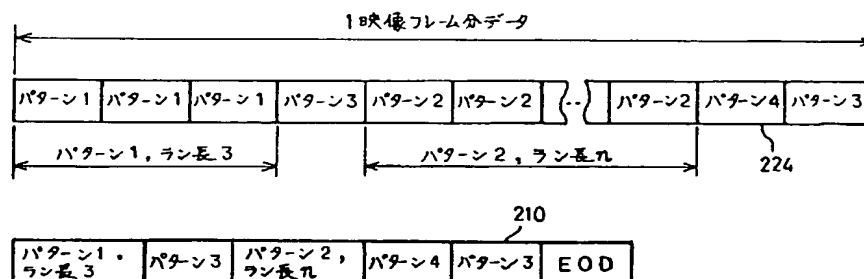 1映像フレーム分データ
パターン1 パターン1 パターン1 パターン3 パターン2 パターン2 パターン2 パターン4 パターン3
パターン1, ラン長3 パターン2, ラン長n
224
210
パターン1, ラン長3 パターン3 パターン2, ラン長n パターン4 パターン3 EOD